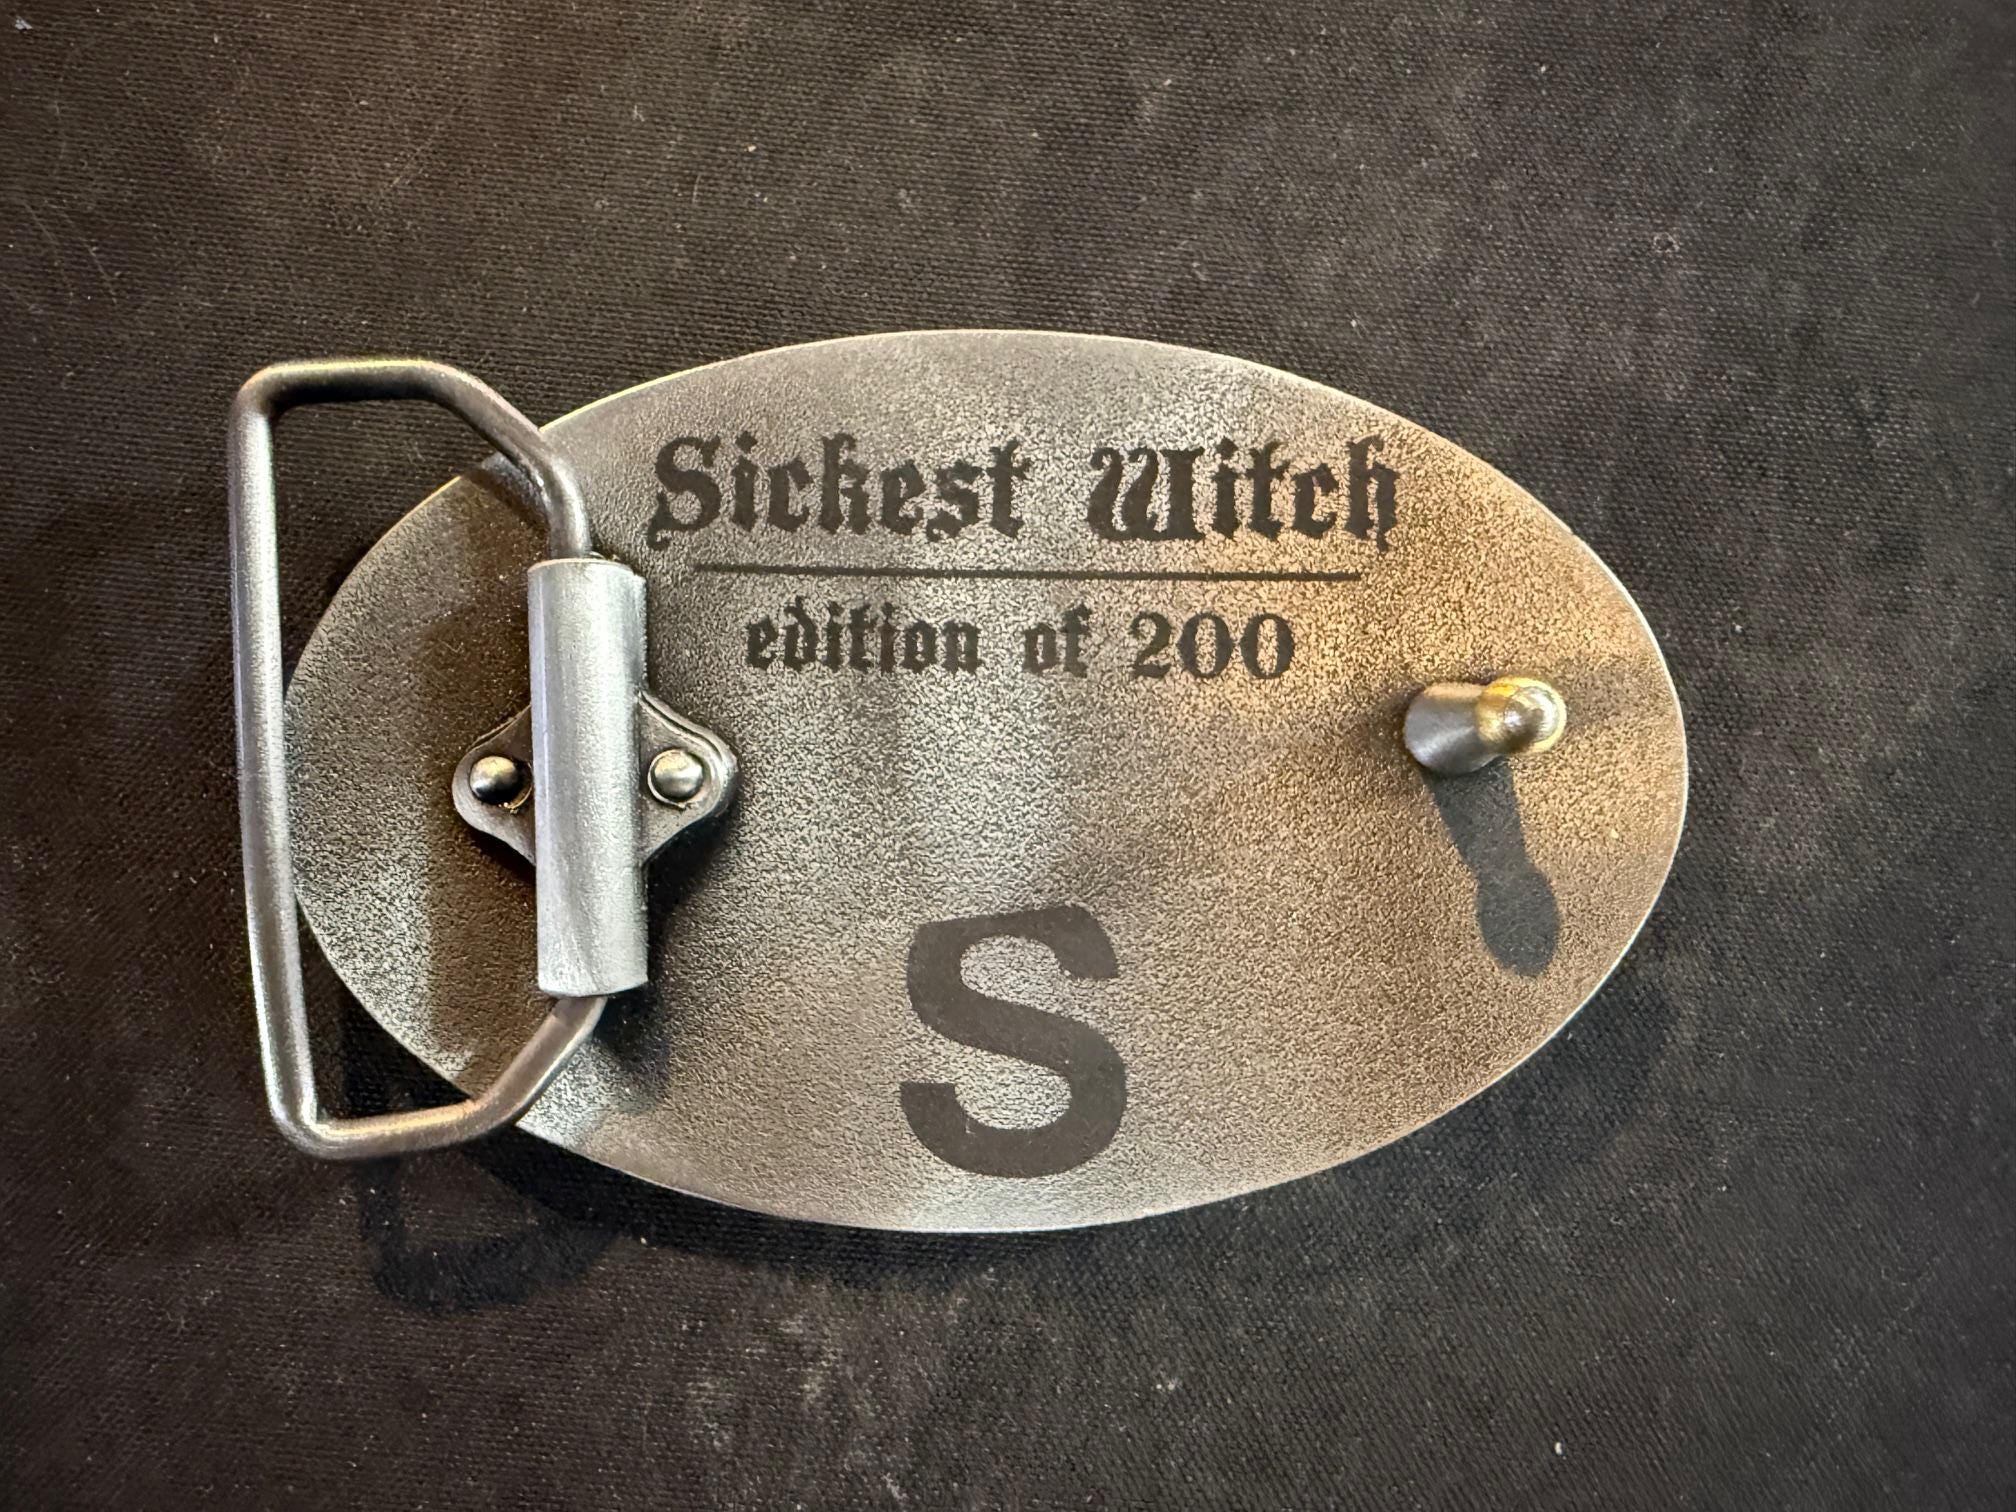 Sickest Witch
edition of 200
S